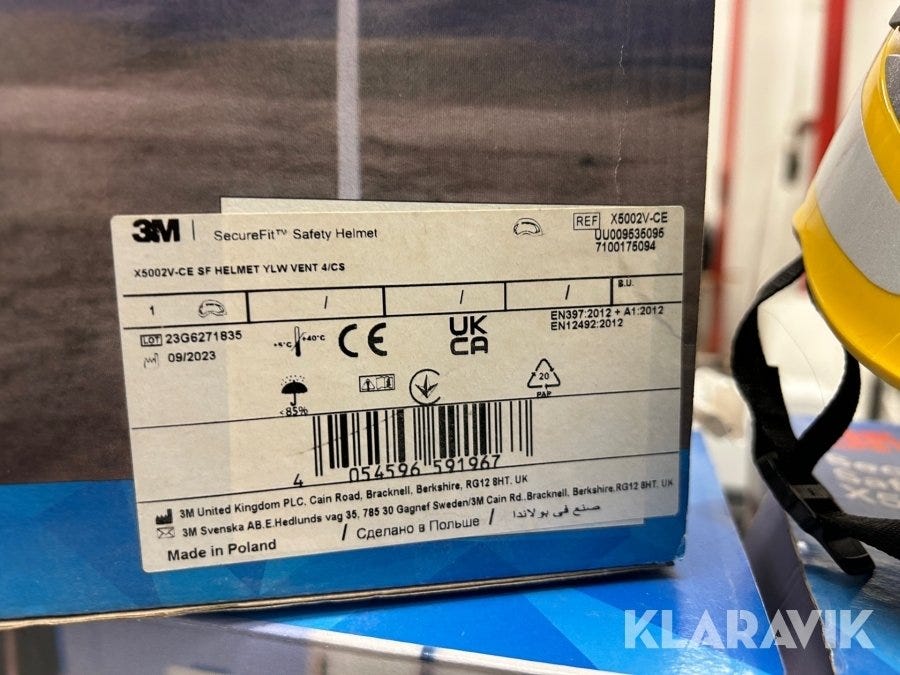 3M | SecureFit™ Safety Helmet
REF X5002V-CE
UU009535095
7100175094
X5002V-CE SF HELMET YLW VENT 4/CS
1 / / / B.U.
LOT 23G6271835
09/2023
+5°C +40°C
CE
UK
CA
EN397:2012 + A1:2012
EN12492:2012
<85%
20
PAP
4 054596 591967
3M United Kingdom PLC. Cain Road, Bracknell, Berkshire, RG12 8HT. UK
3M Svenska AB.E.Hedlunds vag 35, 785 30 Gagnef Sweden/3M Cain Rd.,Bracknell, Berkshire,RG12 8HT, UK
Made in Poland / Сделано в Польше / صنع في بولاندا
KLARAVIK